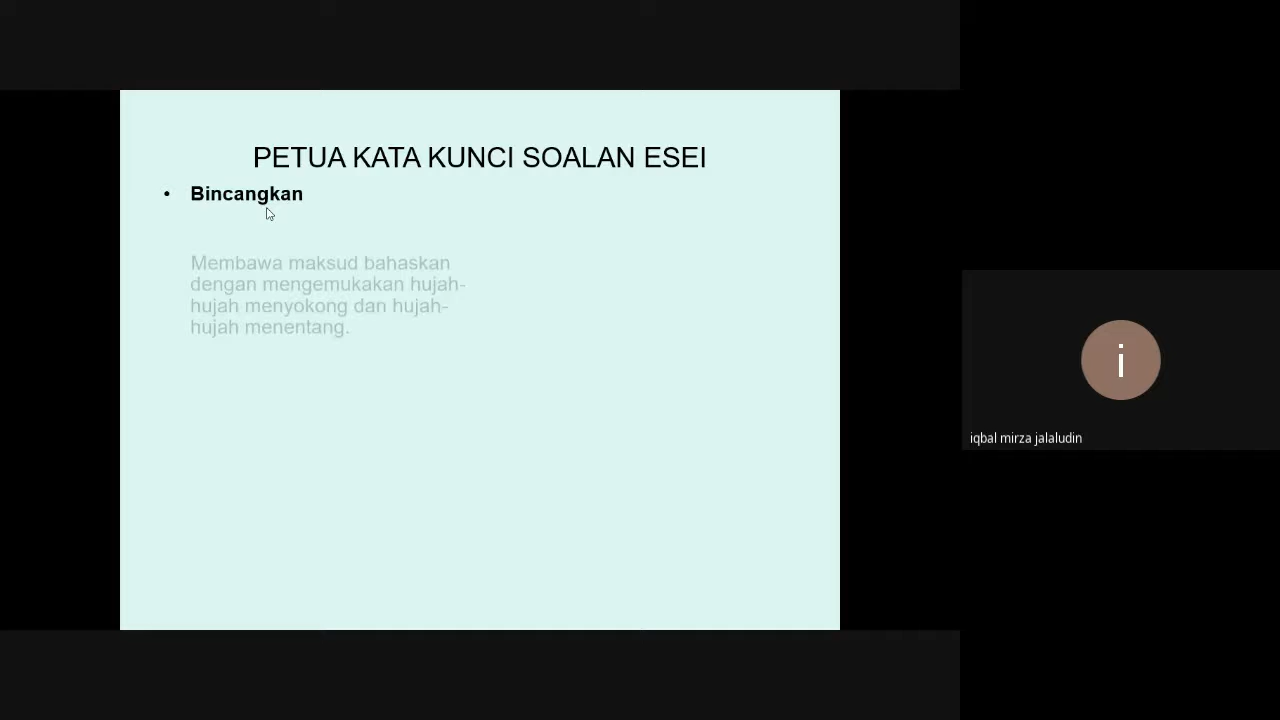 PETUA KATA KUNCI SOALAN ESEI
• Bincangkan
Membawa maksud bahaskan
dengan mengemukakan hujah-
hujah menyokong dan hujah-
hujah menentang.
i
iqbal mirza jalaludin